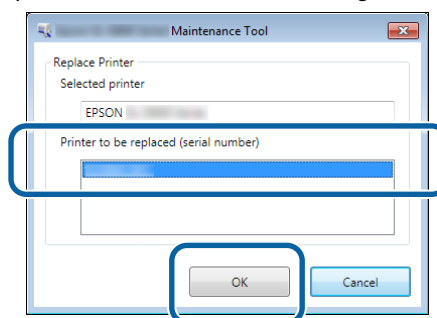 Maintenance Tool
Replace Printer
Selected printer
EPSON
Printer to be replaced (serial number)
OK
Cancel